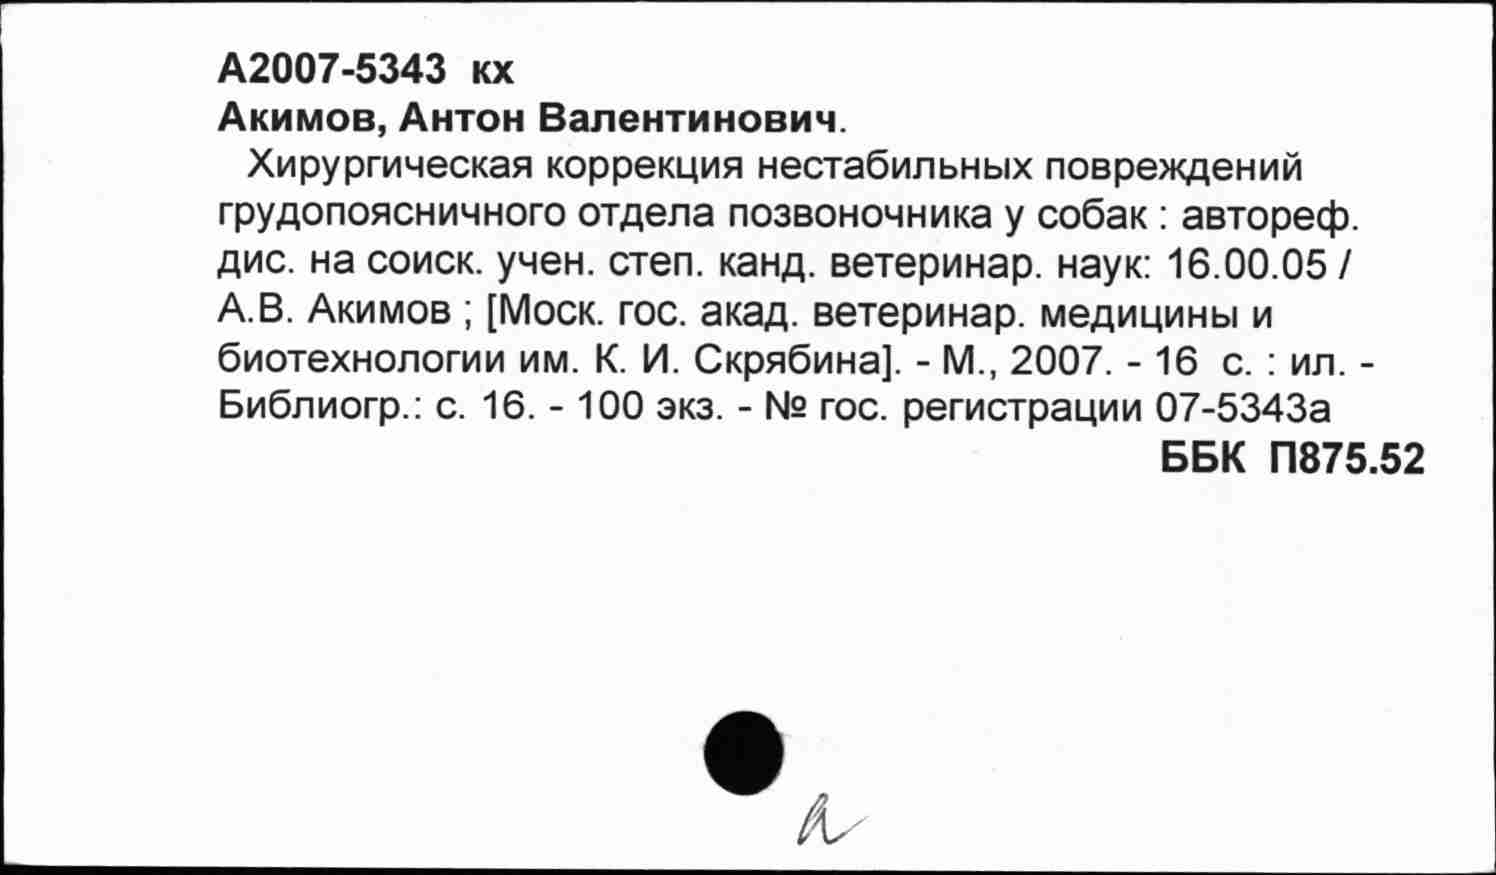 А2007-5343 кх
Акимов, Антон Валентинович.
Хирургическая коррекция нестабильных повреждений
грудопоясничного отдела позвоночника у собак : автореф.
дис. на соиск. учен. степ. канд. ветеринар. наук: 16.00.05 /
А.В. Акимов ; [Моск. гос. акад. ветеринар. медицины и
биотехнологии им. К. И. Скрябина]. - М., 2007. - 16 с. : ил. -
Библиогр.: с. 16. - 100 экз. - № гос. регистрации 07-5343а
ББК П875.52
а